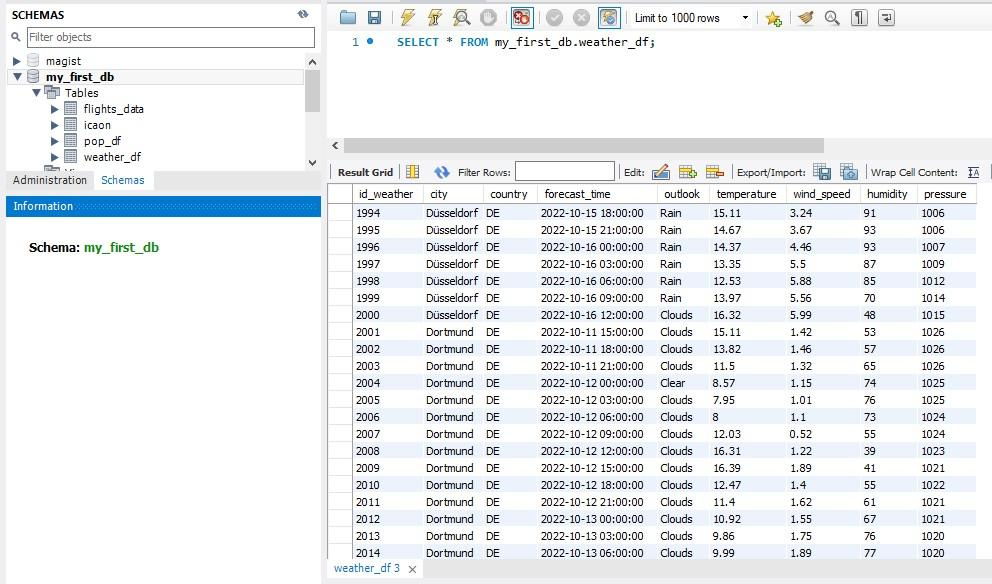 SCHEMAS
Filter objects
magist
my_first_db
Tables
flights_data
icaon
pop_df
weather_df
Administration Schemas
Information
Schema: my_first_db
Limit to 1000 rows
1 SELECT * FROM my_first_db.weather_df;
Result Grid Filter Rows: Edit: Export/Import: Wrap Cell Content:
id_weather city country forecast_time outlook temperature wind_speed humidity pressure
1994 Düsseldorf DE 2022-10-15 18:00:00 Rain 15.11 3.24 91 1006
1995 Düsseldorf DE 2022-10-15 21:00:00 Rain 14.67 3.67 93 1006
1996 Düsseldorf DE 2022-10-16 00:00:00 Rain 14.37 4.46 93 1007
1997 Düsseldorf DE 2022-10-16 03:00:00 Rain 13.35 5.5 87 1009
1998 Düsseldorf DE 2022-10-16 06:00:00 Rain 12.53 5.88 85 1012
1999 Düsseldorf DE 2022-10-16 09:00:00 Rain 13.97 5.56 70 1014
2000 Düsseldorf DE 2022-10-16 12:00:00 Clouds 16.32 5.99 48 1015
2001 Dortmund DE 2022-10-11 15:00:00 Clouds 15.11 1.42 53 1026
2002 Dortmund DE 2022-10-11 18:00:00 Clouds 13.82 1.46 57 1026
2003 Dortmund DE 2022-10-11 21:00:00 Clouds 11.5 1.32 65 1026
2004 Dortmund DE 2022-10-12 00:00:00 Clear 8.57 1.15 74 1025
2005 Dortmund DE 2022-10-12 03:00:00 Clouds 7.95 1.01 76 1025
2006 Dortmund DE 2022-10-12 06:00:00 Clouds 8 1.1 73 1024
2007 Dortmund DE 2022-10-12 09:00:00 Clouds 12.03 0.52 55 1024
2008 Dortmund DE 2022-10-12 12:00:00 Clouds 16.31 1.22 39 1023
2009 Dortmund DE 2022-10-12 15:00:00 Clouds 16.39 1.89 41 1021
2010 Dortmund DE 2022-10-12 18:00:00 Clouds 12.47 1.4 55 1022
2011 Dortmund DE 2022-10-12 21:00:00 Clouds 11.4 1.62 61 1021
2012 Dortmund DE 2022-10-13 00:00:00 Clouds 10.92 1.55 67 1021
2013 Dortmund DE 2022-10-13 03:00:00 Clouds 9.86 1.75 76 1020
2014 Dortmund DE 2022-10-13 06:00:00 Clouds 9.99 1.89 77 1020
weather_df 3